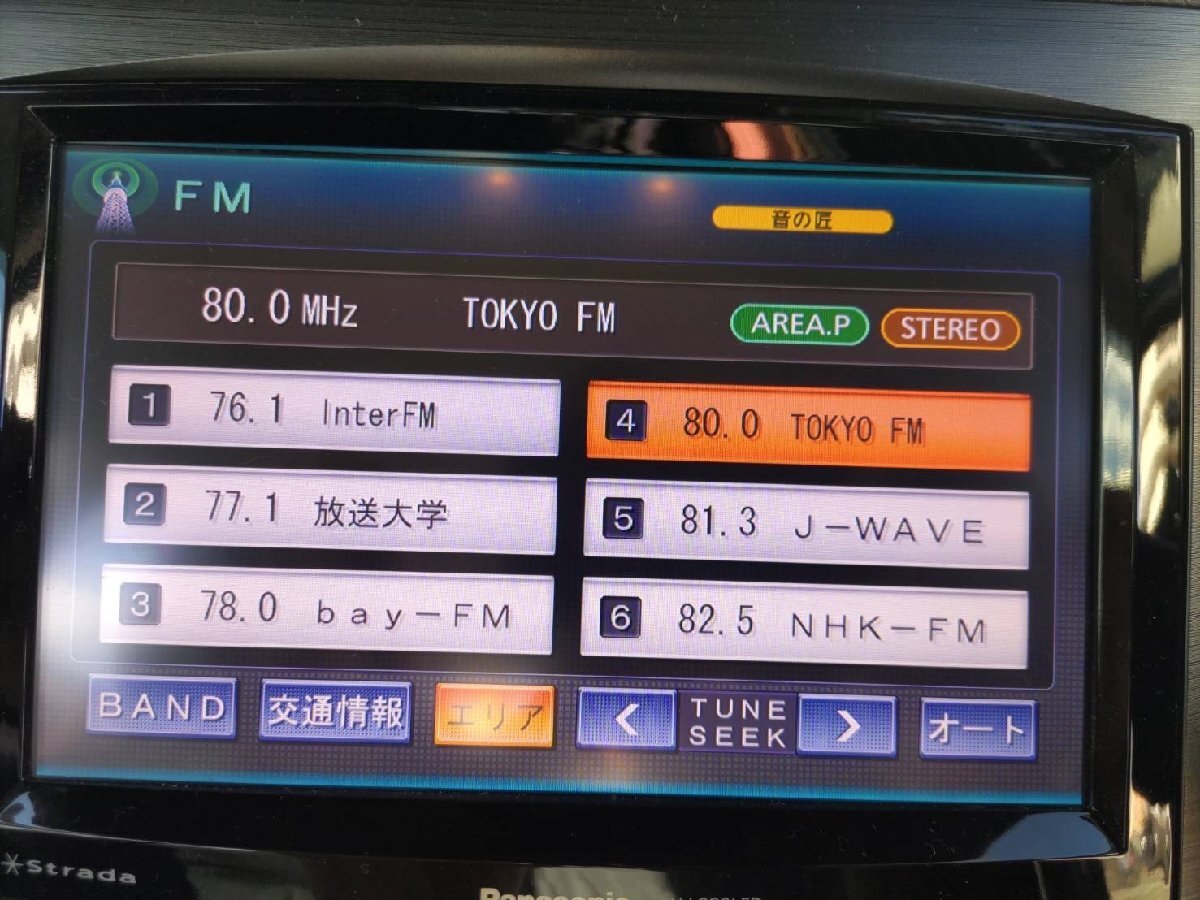 FM
音の匠
80.0 MHz TOKYO FM AREA.P STEREO
1 76.1 InterFM
2 77.1 放送大学
3 78.0 bay-FM
4 80.0 TOKYO FM
5 81.3 J-WAVE
6 82.5 NHK-FM
BAND 交通情報 エリア < TUNE SEEK > オート
Strada
Panasonic